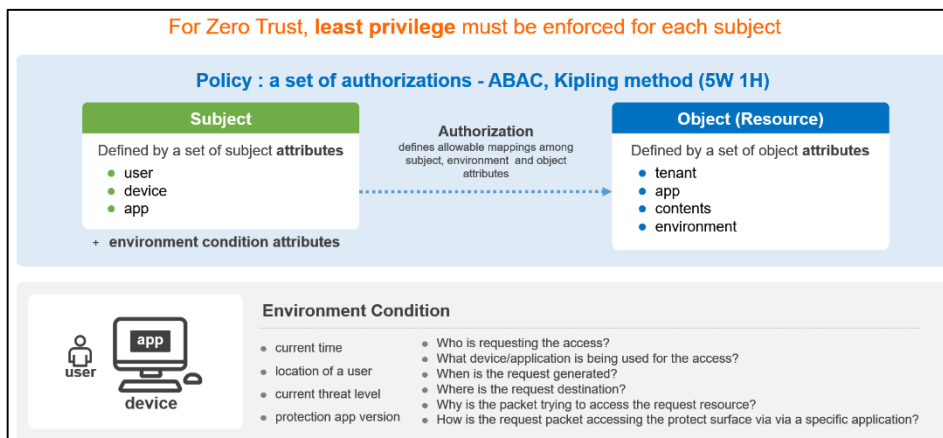 For Zero Trust, least privilege must be enforced for each subject
Policy : a set of authorizations - ABAC, Kipling method (5W 1H)
Subject
Defined by a set of subject attributes
user
device
app
+ environment condition attributes
Authorization
defines allowable mappings among
subject, environment and object
attributes
Object (Resource)
Defined by a set of object attributes
tenant
app
contents
environment
app
user
device
Environment Condition
current time
location of a user
current threat level
protection app version
Who is requesting the access?
What device/application is being used for the access?
When is the request generated?
Where is the request destination?
Why is the packet trying to access the request resource?
How is the request packet accessing the protect surface via via a specific application?